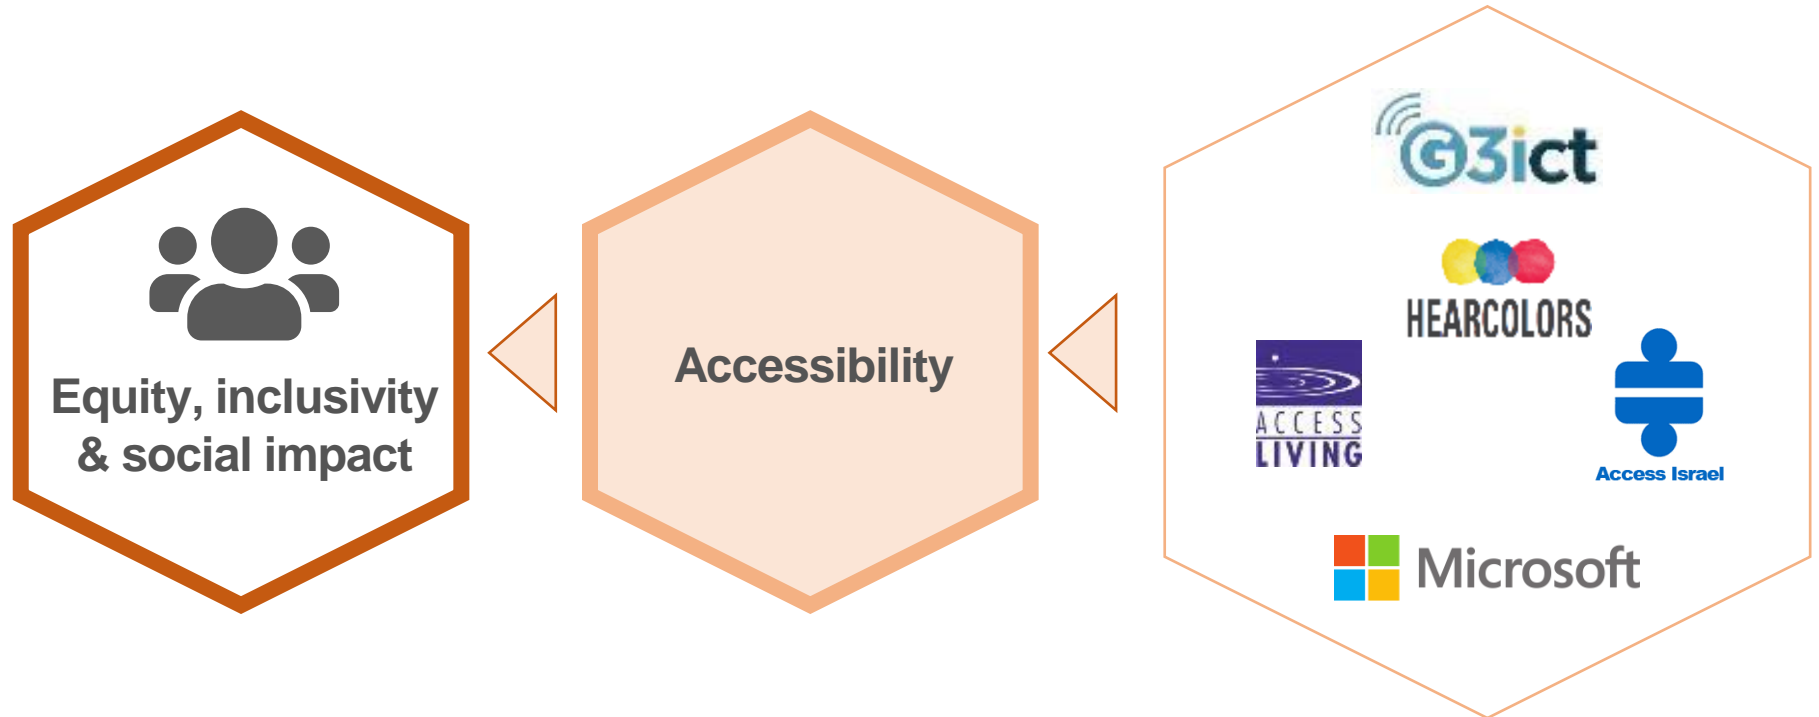 Equity, inclusivity
& social impact
Accessibility
G3ict
HEARCOLORS
ACCESS
LIVING
Access Israel
Microsoft